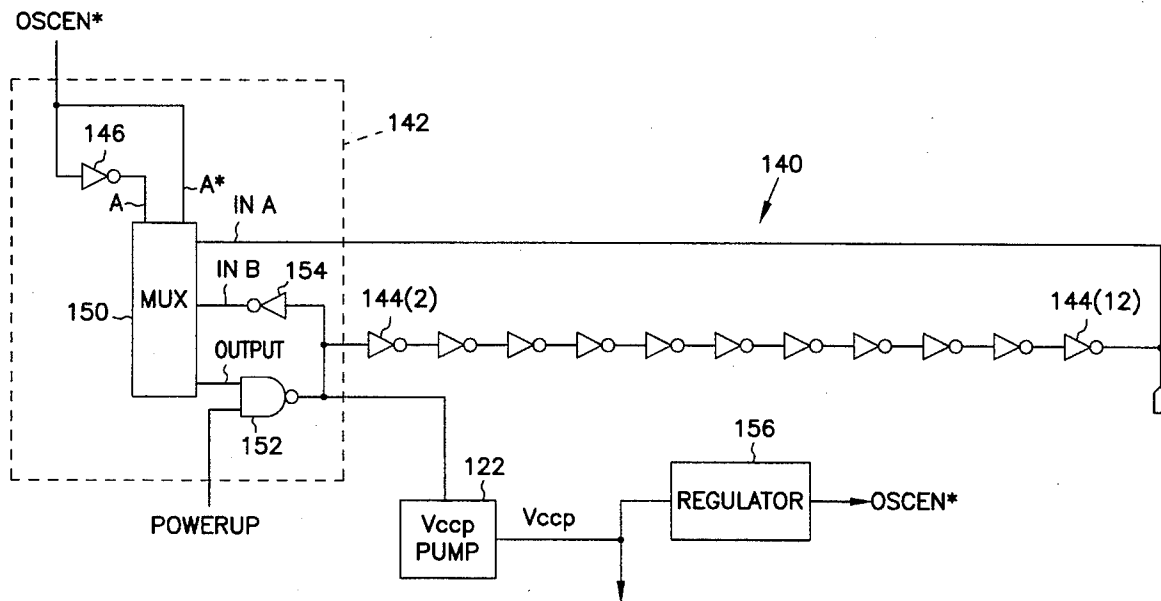 OSCEN*
146
142
A
A*
140
IN A
IN B
154
150
MUX
144(2)
144(12)
OUTPUT
152
POWERUP
122
Vccp
PUMP
Vccp
156
REGULATOR
OSCEN*